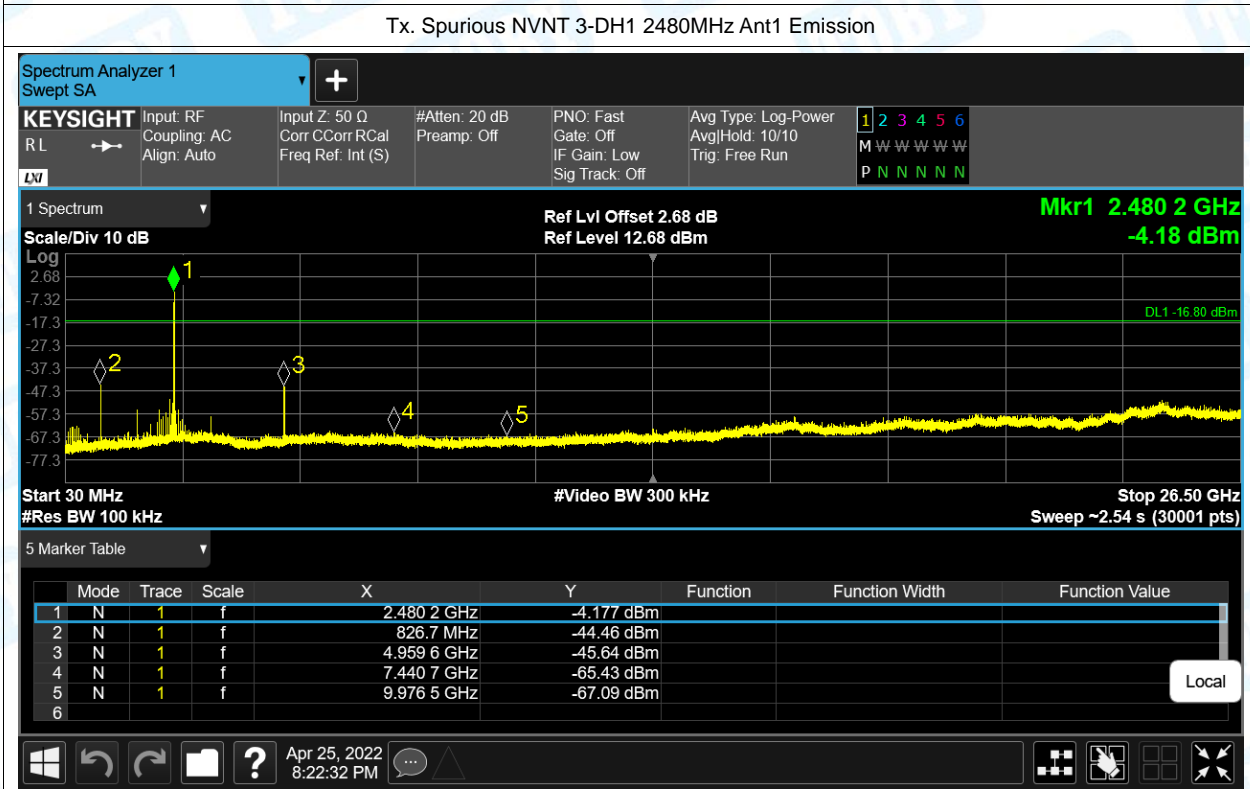 Tx. Spurious NVNT 3-DH1 2480MHz Ant1 Emission
Spectrum Analyzer 1
Swept SA
KEYSIGHT
RL
LXI
Input: RF
Coupling: AC
Align: Auto
Input Z: 50 Ω
Corr CCorr RCal
Freq Ref: Int (S)
#Atten: 20 dB
Preamp: Off
PNO: Fast
Gate: Off
IF Gain: Low
Sig Track: Off
Avg Type: Log-Power
Avg|Hold: 10/10
Trig: Free Run
1 2 3 4 5 6
M W W W W W W
P N N N N N N
1 Spectrum
Scale/Div 10 dB
Ref Lvl Offset 2.68 dB
Ref Level 12.68 dBm
Mkr1 2.480 2 GHz
-4.18 dBm
Log
2.68
-7.32
-17.3
-27.3
-37.3
-47.3
-57.3
-67.3
-77.3
1
2
3
4
5
DL1 -16.80 dBm
Start 30 MHz
#Video BW 300 kHz
Stop 26.50 GHz
#Res BW 100 kHz
Sweep ~2.54 s (30001 pts)
5 Marker Table
Mode Trace Scale X Y Function Function Width Function Value
1 N 1 f 2.480 2 GHz -4.177 dBm
2 N 1 f 826.7 MHz -44.46 dBm
3 N 1 f 4.959 6 GHz -45.64 dBm
4 N 1 f 7.440 7 GHz -65.43 dBm
5 N 1 f 9.976 5 GHz -67.09 dBm
6
Local
?
Apr 25, 2022
8:22:32 PM